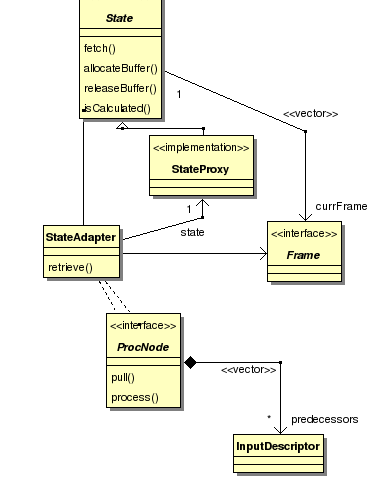 State
fetch()
allocateBuffer()
releaseBuffer()
isCalculated()
1
<<vector>>
<<implementation>>
StateProxy
1
state
currFrame
<<interface>>
Frame
StateAdapter
retrieve()
<<interface>>
ProcNode
pull()
process()
<<vector>>
*
predecessors
InputDescriptor